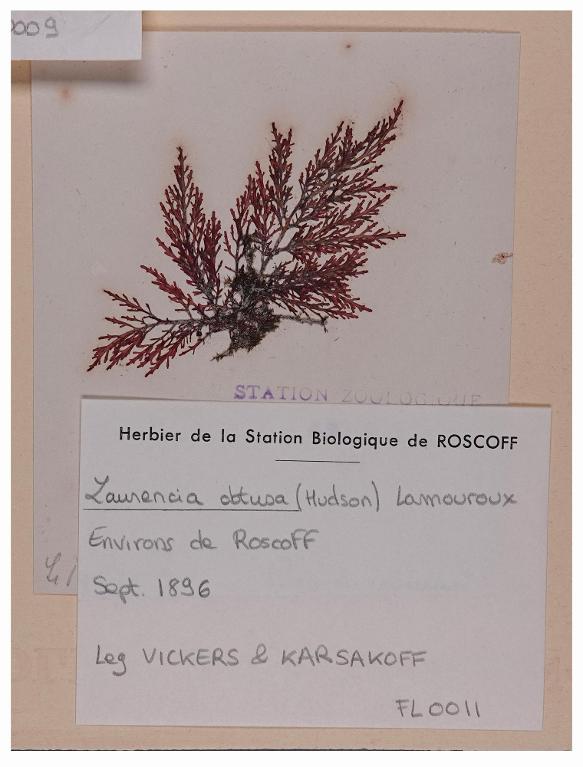 009
STATION ZOOLOGIQUE
Herbier de la Station Biologique de ROSCOFF
Laurencia obtusa (Hudson) Lamouroux
Environs de Roscoff
Sept. 1896
Leg VICKERS & KARSAKOFF
FL0011